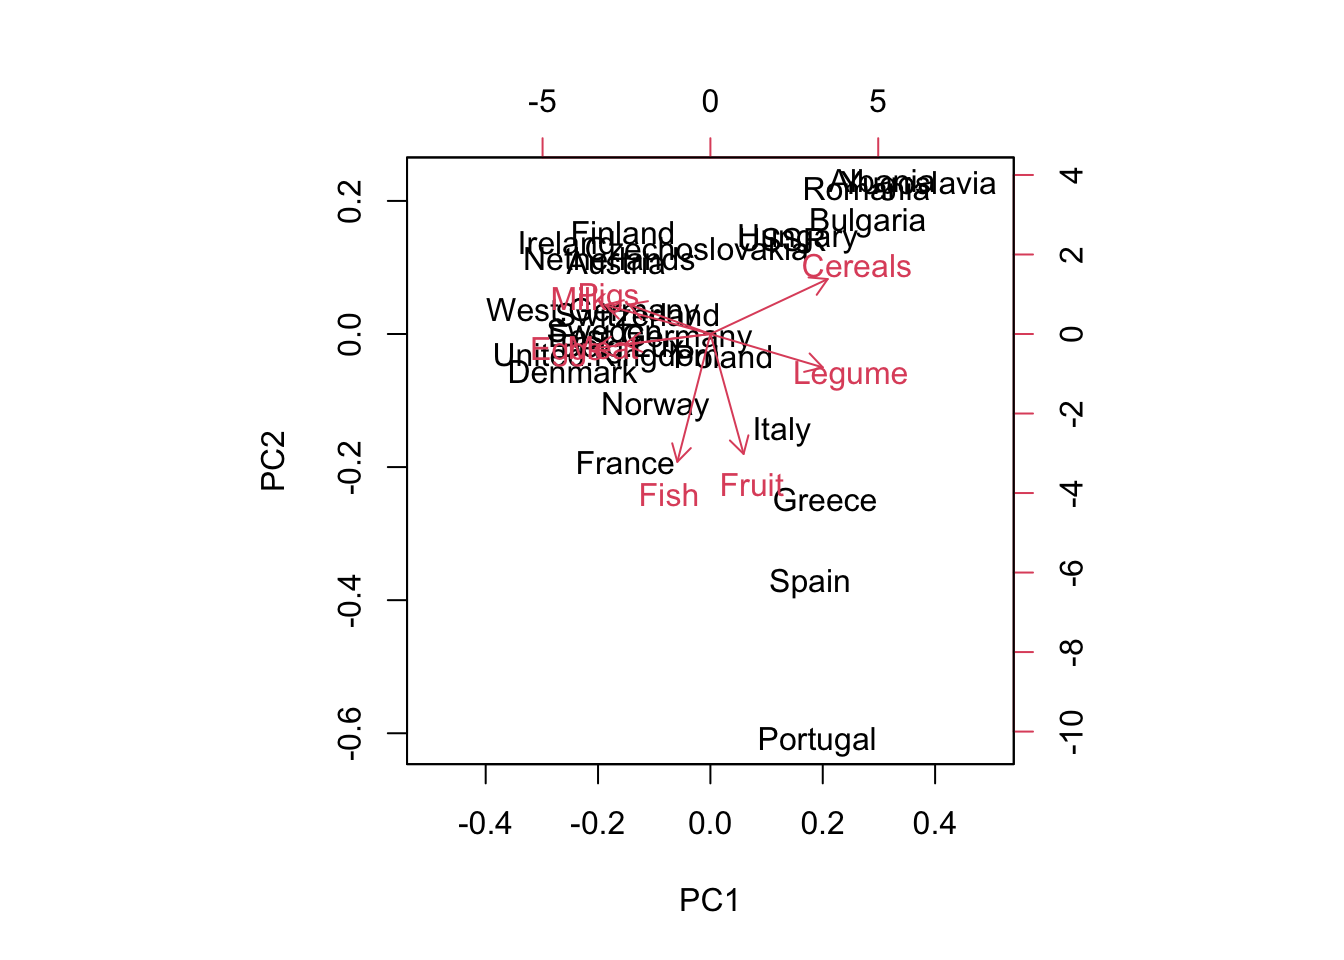 -5 0 5
Albania
Yugoslavia
Romania
Bulgaria
Finland
Hungary
USSR
Ireland
Czechoslovakia
Netherlands
Austria
Cereals
Pigs
Milk
West.Germany
Switzerland
Sweden
East.Germany
Eggs
Meat
United.Kingdom
Poland
Denmark
Legume
Norway
Italy
France
Fruit
Fish
Greece
Spain
Portugal
0.2
0.0
-0.2
-0.4
-0.6
PC2
4
2
0
-2
-4
-6
-8
-10
-0.4 -0.2 0.0 0.2 0.4
PC1